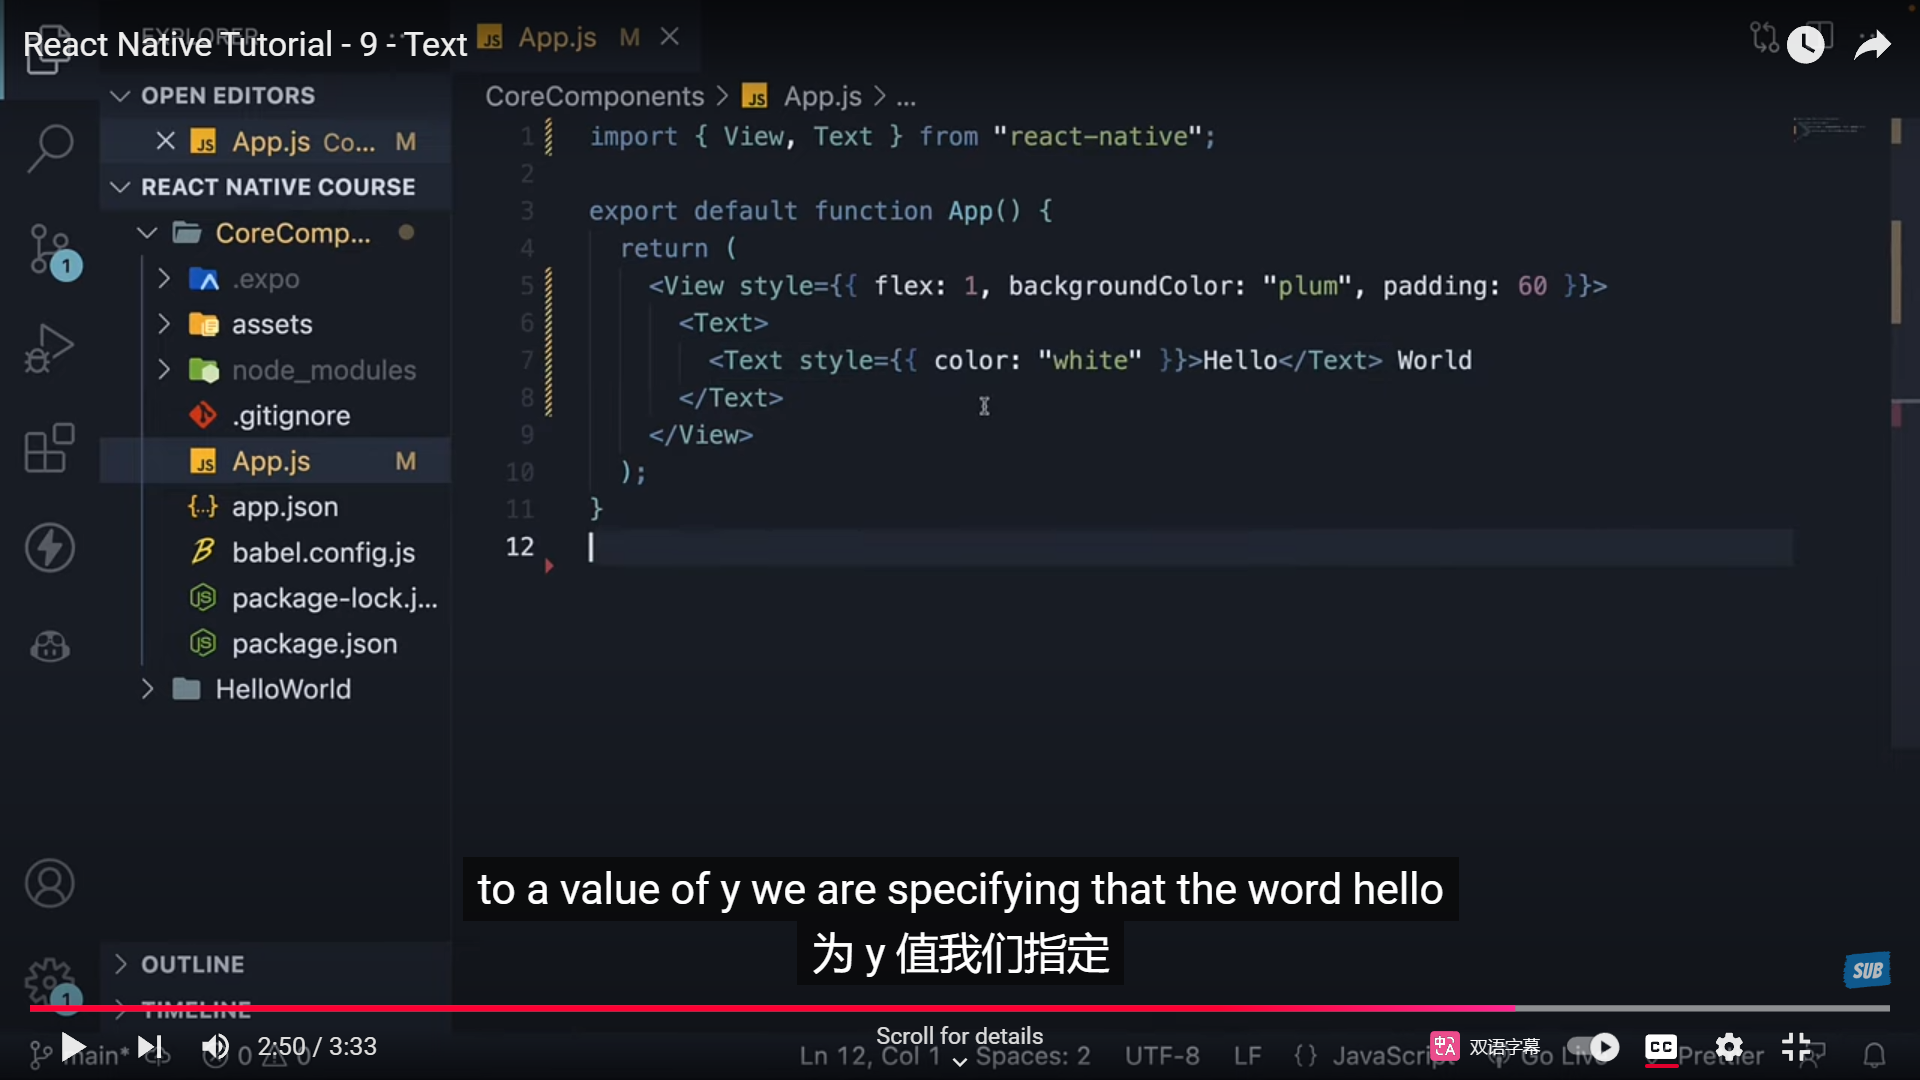 React Native Tutorial - 9 - Text
EXPLORER
App.js M
OPEN EDITORS
App.js Co... M
REACT NATIVE COURSE
CoreComp...
.expo
assets
node_modules
.gitignore
App.js M
app.json
babel.config.js
package-lock.j...
package.json
HelloWorld
OUTLINE
TIMELINE
1
1
CoreComponents > App.js > ...
1 import { View, Text } from "react-native";
2
3 export default function App() {
4 return (
5 <View style={{ flex: 1, backgroundColor: "plum", padding: 60 }}>
6 <Text>
7 <Text style={{ color: "white" }}>Hello</Text> World
8 </Text>
9 </View>
10 );
11 }
12
to a value of y we are specifying that the word hello
为 y 值我们指定
SUB
2:50 / 3:33
Scroll for details
双语字幕
CC
main* 0 0
Ln 12, Col 1 Spaces: 2 UTF-8 LF {} JavaScript Go Live Prettier